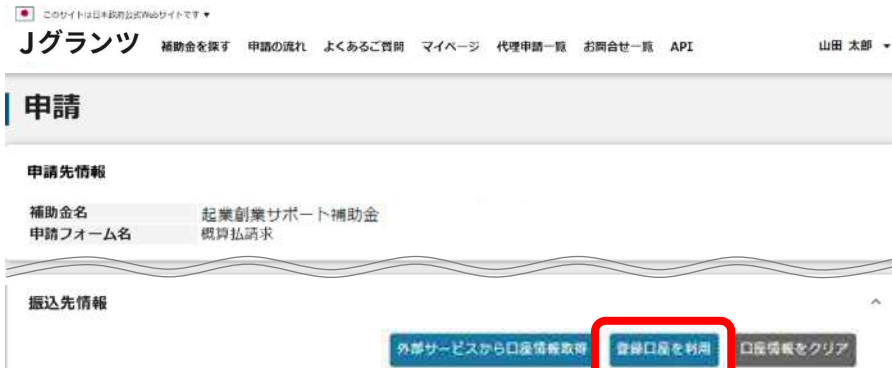 このサイトは日本政府公式Webサイトです ▼
Jグランツ 補助金を探す 申請の流れ よくあるご質問 マイページ 代理申請一覧 お問合せ一覧 API 山田 太郎 ▼
申請
申請先情報
補助金名 起業創業サポート補助金
申請フォーム名 概算払請求
振込先情報
外部サービスから口座情報取得 登録口座を利用 口座情報をクリア